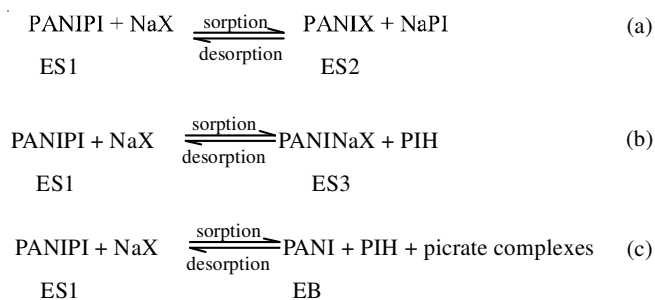 sorption
PANIPI + NaX PANIX + NaPI (a)
desorption
ES1 ES2
sorption
PANIPI + NaX PANINaX + PIH (b)
desorption
ES1 ES3
sorption
PANIPI + NaX PANI + PIH + picrate complexes (c)
desorption
ES1 EB